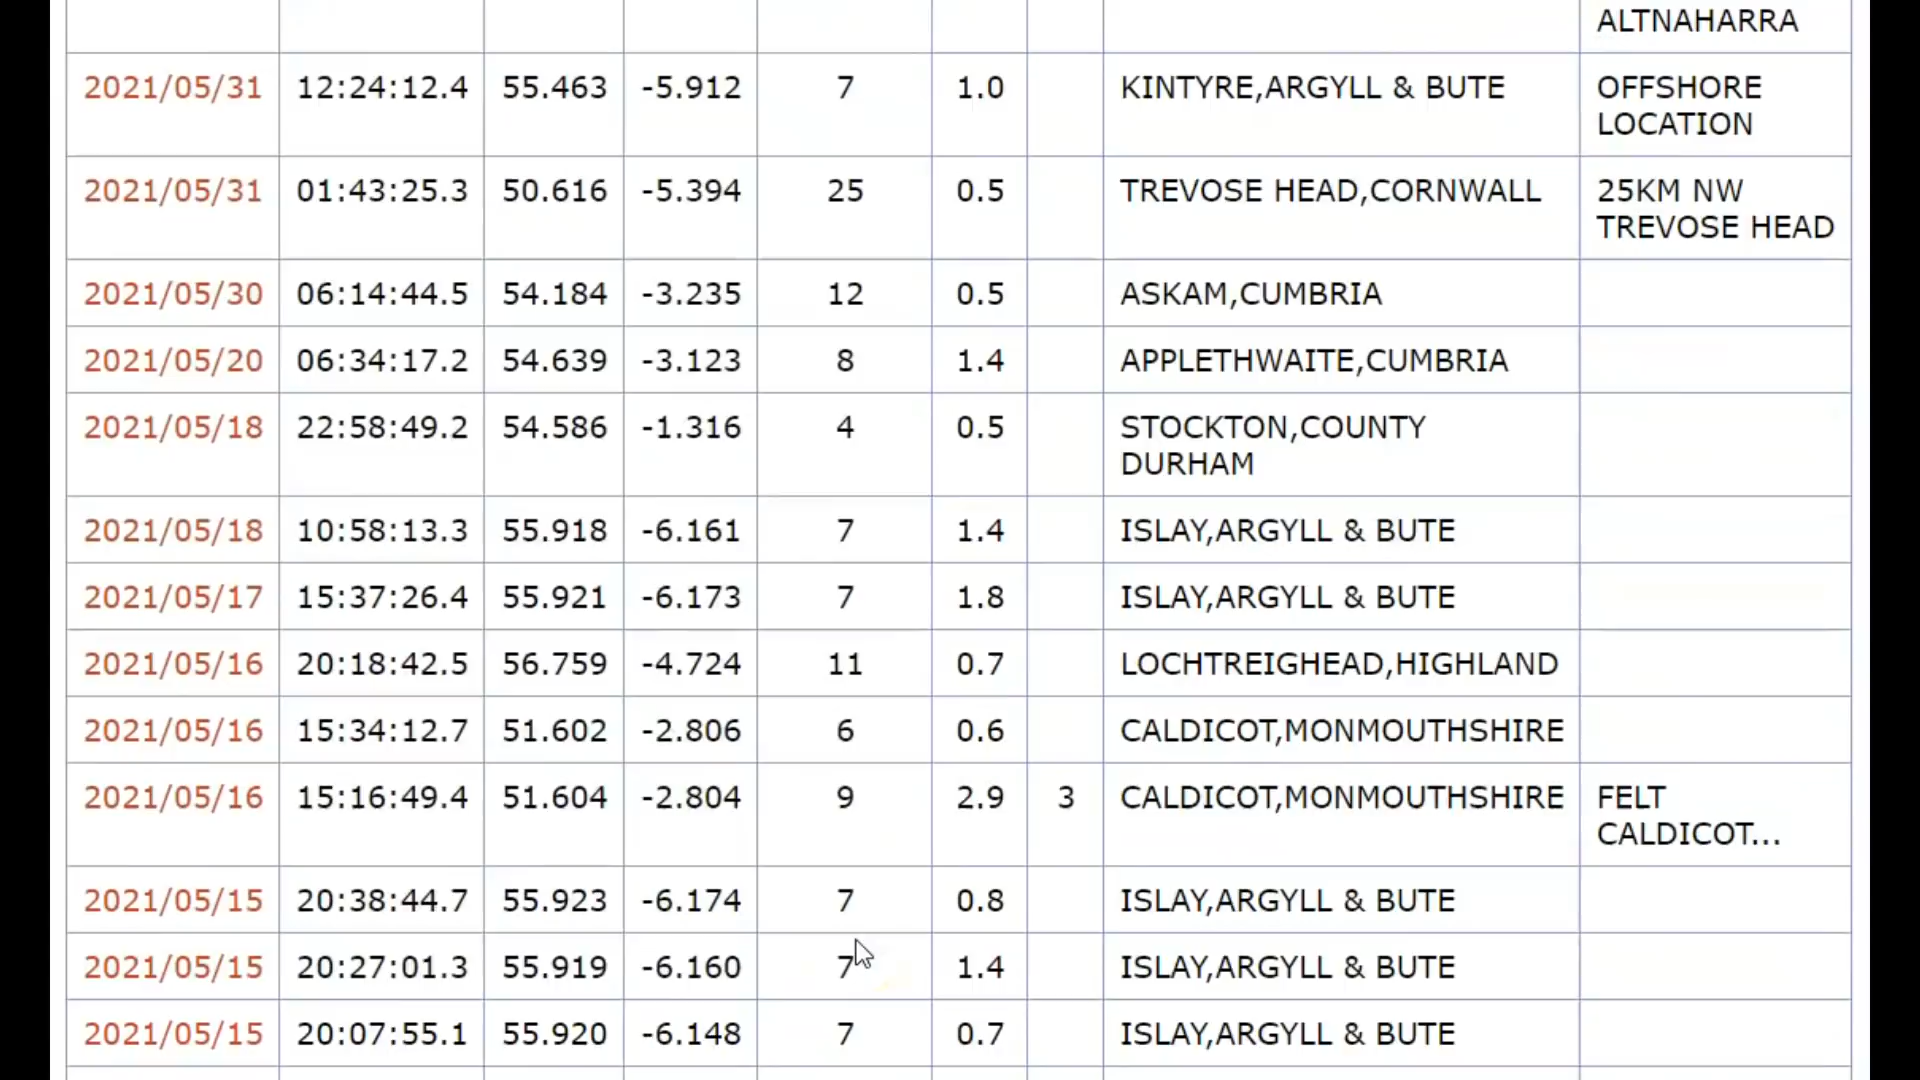 ALTNAHARRA
2021/05/31 12:24:12.4 55.463 -5.912 7 1.0 KINTYRE,ARGYLL & BUTE OFFSHORE
LOCATION
2021/05/31 01:43:25.3 50.616 -5.394 25 0.5 TREVOSE HEAD,CORNWALL 25KM NW
TREVOSE HEAD
2021/05/30 06:14:44.5 54.184 -3.235 12 0.5 ASKAM,CUMBRIA
2021/05/20 06:34:17.2 54.639 -3.123 8 1.4 APPLETHWAITE,CUMBRIA
2021/05/18 22:58:49.2 54.586 -1.316 4 0.5 STOCKTON,COUNTY
DURHAM
2021/05/18 10:58:13.3 55.918 -6.161 7 1.4 ISLAY,ARGYLL & BUTE
2021/05/17 15:37:26.4 55.921 -6.173 7 1.8 ISLAY,ARGYLL & BUTE
2021/05/16 20:18:42.5 56.759 -4.724 11 0.7 LOCHTREIGHEAD,HIGHLAND
2021/05/16 15:34:12.7 51.602 -2.806 6 0.6 CALDICOT,MONMOUTHSHIRE
2021/05/16 15:16:49.4 51.604 -2.804 9 2.9 3 CALDICOT,MONMOUTHSHIRE FELT
CALDICOT...
2021/05/15 20:38:44.7 55.923 -6.174 7 0.8 ISLAY,ARGYLL & BUTE
2021/05/15 20:27:01.3 55.919 -6.160 7 1.4 ISLAY,ARGYLL & BUTE
2021/05/15 20:07:55.1 55.920 -6.148 7 0.7 ISLAY,ARGYLL & BUTE